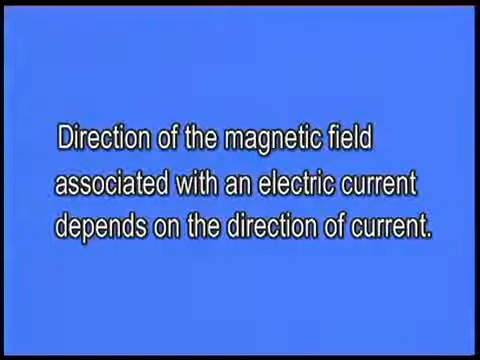 Direction of the magnetic field
associated with an electric current
depends on the direction of current.